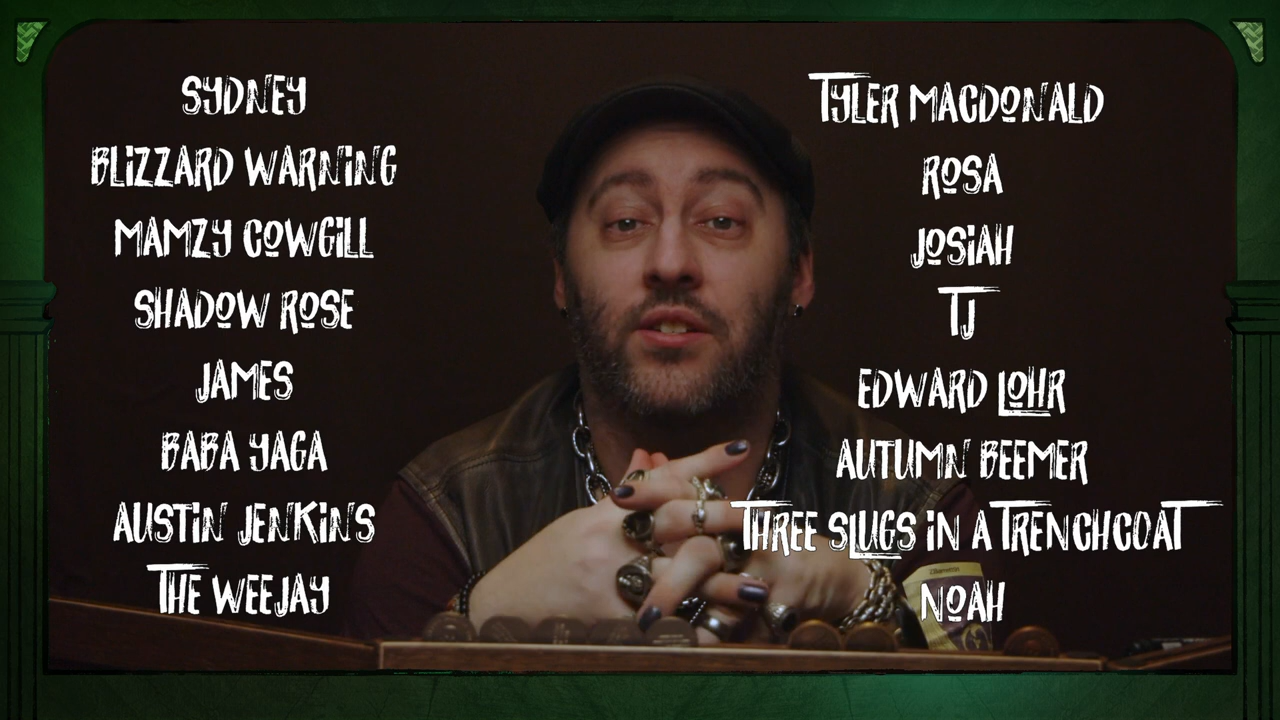 SYDNEY
BLIZZARD WARNING
MAMZY COWGILL
SHADOW ROSE
JAMES
BABA YAGA
AUSTIN JENKINS
THE WEEJAY
TYLER MACDONALD
ROSA
JOSIAH
TJ
EDWARD LOHR
AUTUMN BEEMER
THREE SLUGS IN A TRENCHCOAT
NOAH